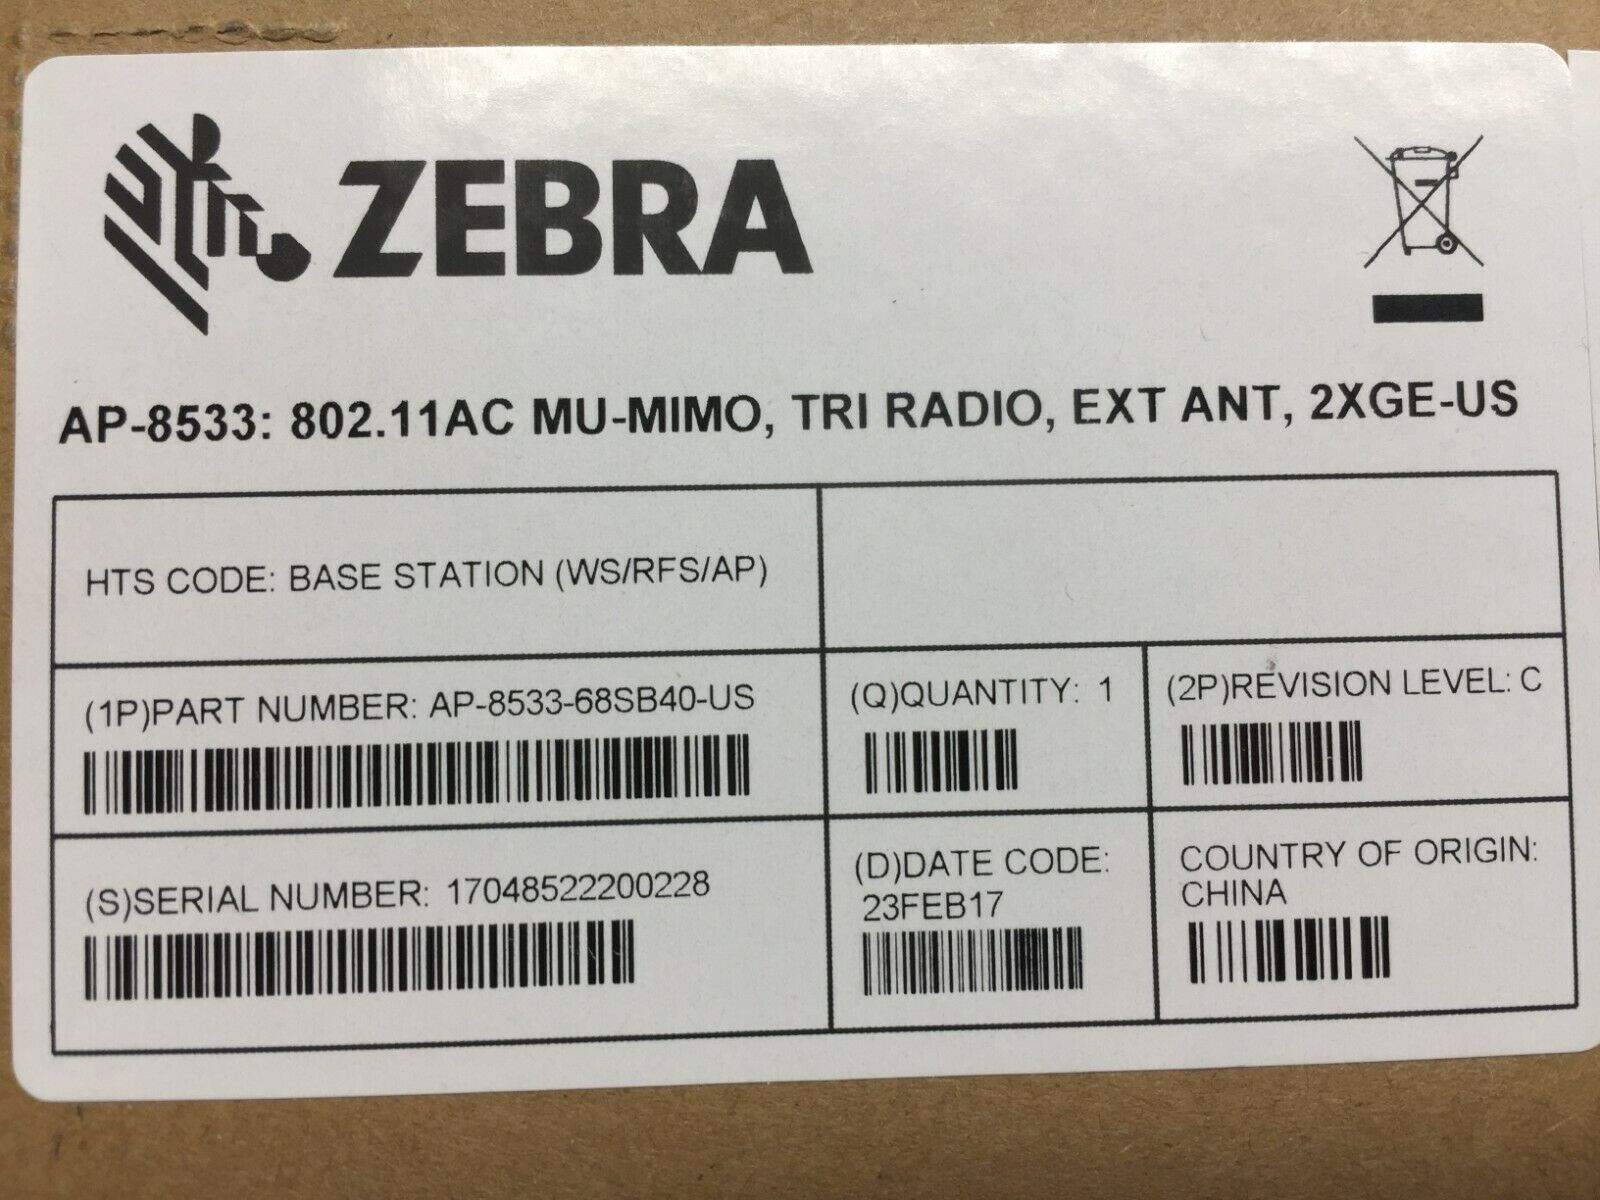 ZEBRA
AP-8533: 802.11AC MU-MIMO, TRI RADIO, EXT ANT, 2XGE-US
HTS CODE: BASE STATION (WS/RFS/AP)
(1P)PART NUMBER: AP-8533-68SB40-US
(Q)QUANTITY: 1
(2P)REVISION LEVEL: C
(S)SERIAL NUMBER: 17048522200228
(D)DATE CODE:
23FEB17
COUNTRY OF ORIGIN:
CHINA